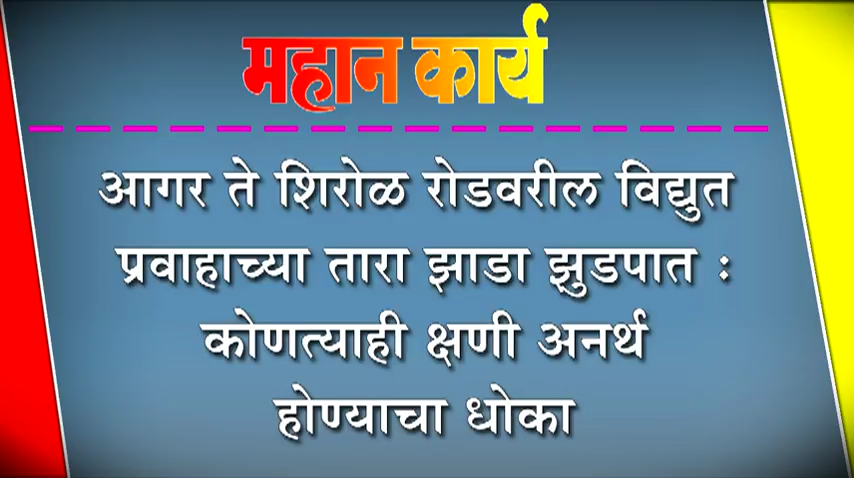 महान कार्य
आगर ते शिरोळ रोडवरील विद्युत
प्रवाहाच्या तारा झाडा झुडपात :
कोणत्याही क्षणी अनर्थ
होण्याचा धोका